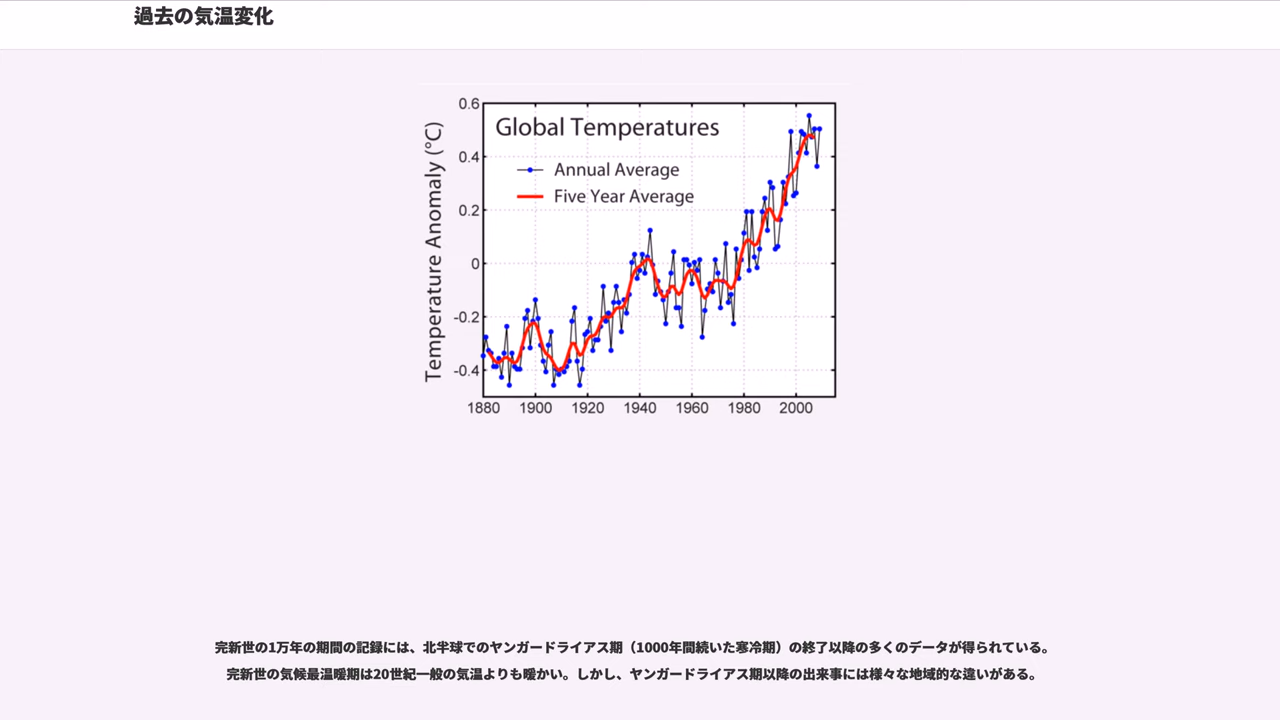 過去の気温変化
Global Temperatures
Annual Average
Five Year Average
Temperature Anomaly (°C)
0.6
0.4
0.2
0
-0.2
-0.4
1880 1900 1920 1940 1960 1980 2000
完新世の1万年の期間の記録には、北半球でのヤンガードライアス期（1000年間続いた寒冷期）の終了以降の多くのデータが得られている。
完新世の気候最温暖期は20世紀一般の気温よりも暖かい。しかし、ヤンガードライアス期以降の出来事には様々な地域的な違いがある。